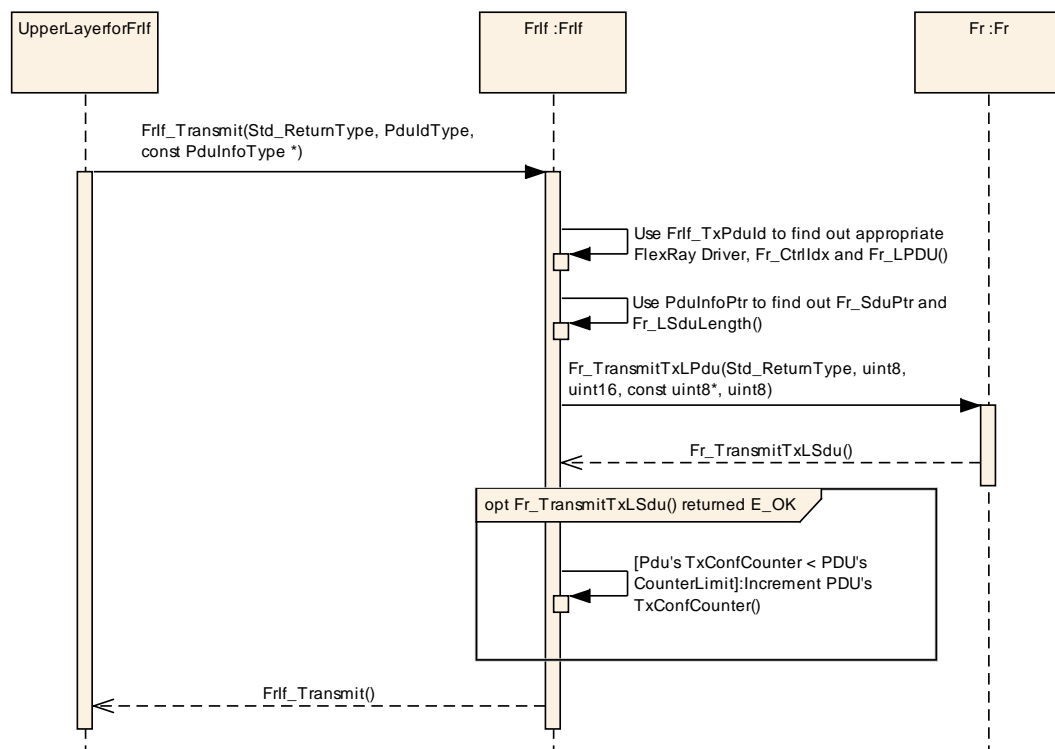 UpperLayerforFrIf
FrIf :FrIf
Fr :Fr
FrIf_Transmit(Std_ReturnType, PduIdType,
const PduInfoType *)
Use FrIf_TxPduId to find out appropriate
FlexRay Driver, Fr_CtrlIdx and Fr_LPDU()
Use PduInfoPtr to find out Fr_SduPtr and
Fr_LSduLength()
Fr_TransmitTxLPdu(Std_ReturnType, uint8,
uint16, const uint8*, uint8)
Fr_TransmitTxLSdu()
opt Fr_TransmitTxLSdu() returned E_OK
[Pdu's TxConfCounter < PDU's
CounterLimit]:Increment PDU's
TxConfCounter()
FrIf_Transmit()